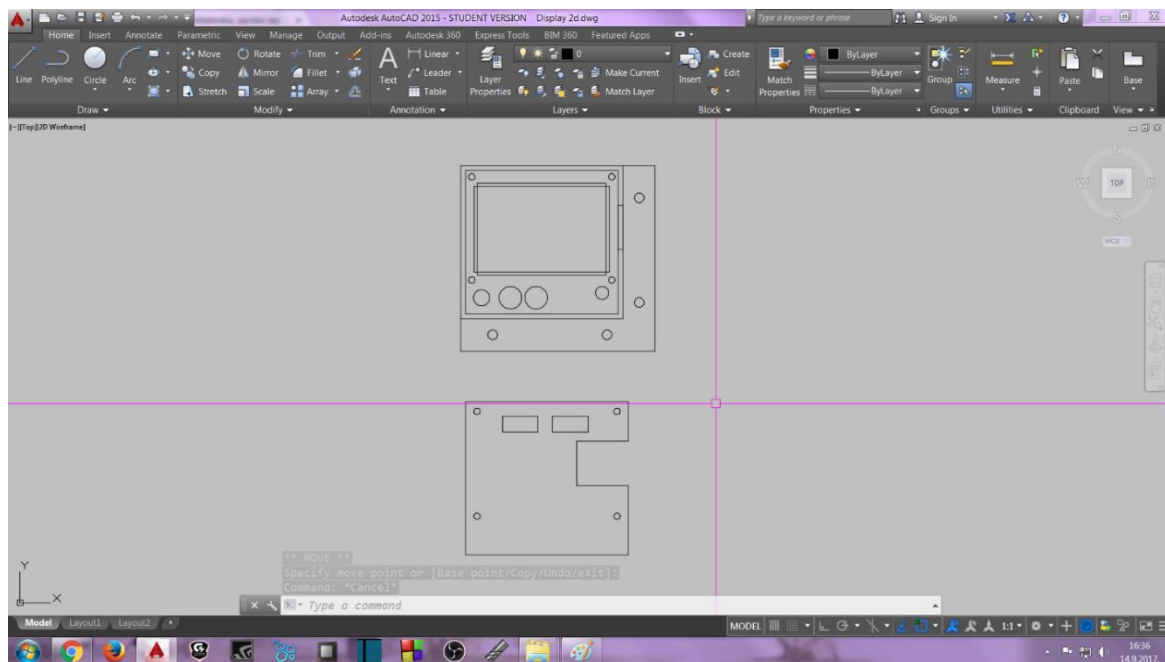 Autodesk AutoCAD 2015 - STUDENT VERSION Display 2d.dwg
Type a keyword or phrase
Sign In
Home Insert Annotate Parametric View Manage Output Add-ins Autodesk 360 Express Tools BIM 360 Featured Apps
Line Polyline Circle Arc
Move Rotate Trim
Copy Mirror Fillet
Stretch Scale Array
Text
Linear
Leader
Table
Layer Properties
0
Make Current
Match Layer
Insert
Create
Edit
Match Properties
ByLayer
ByLayer
ByLayer
Group
Measure
Paste
Base
Draw Modify Annotation Layers Block Properties Groups Utilities Clipboard View
[-][Top][2D Wireframe]
N
W TOP E
S
WCS
Y
X
** MOVE **
Specify move point or [Base point/Copy/Undo/eXit]:
Command: *Cancel*
Type a command
Model Layout1 Layout2 +
MODEL 1:1
16:36
14.9.2017